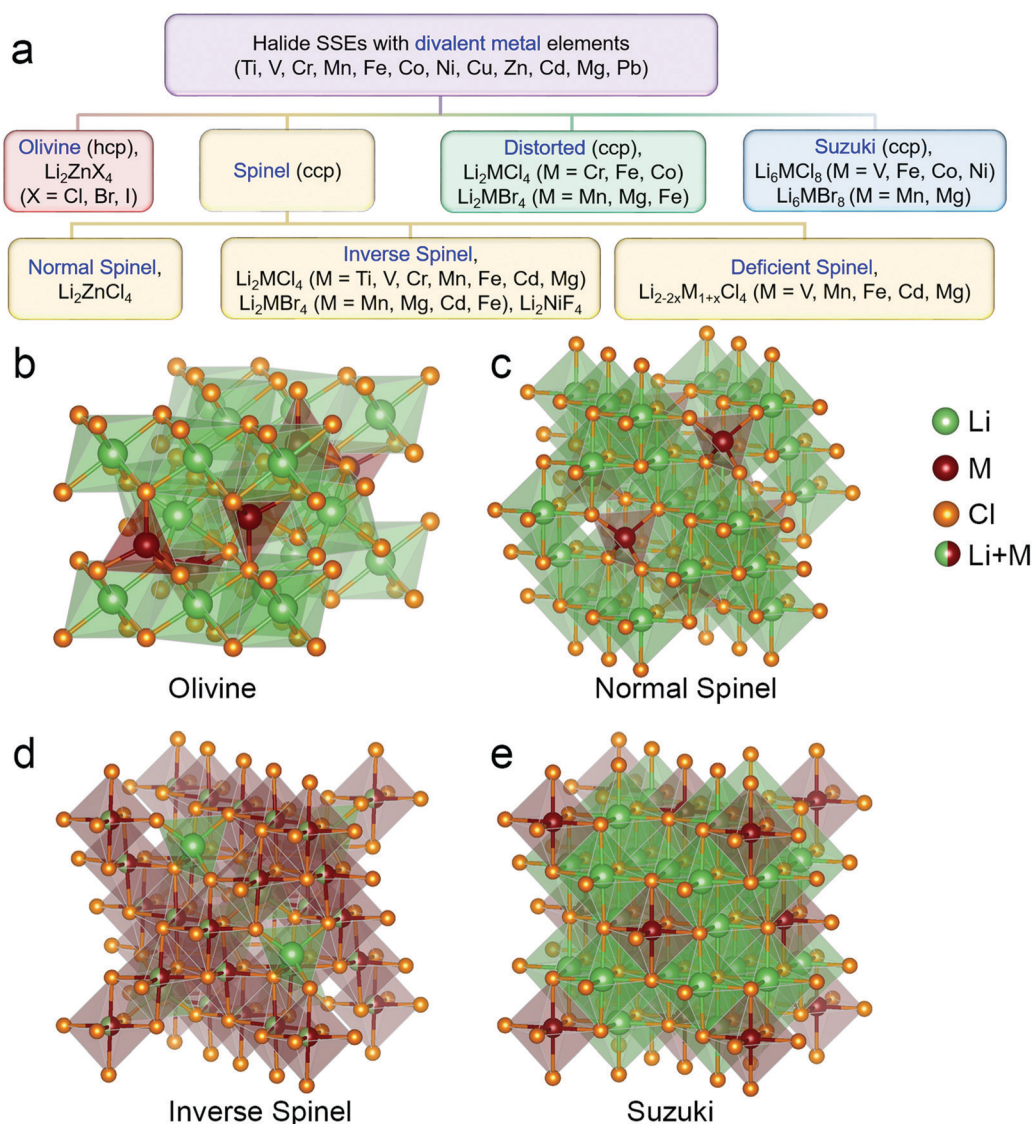 a
Halide SSEs with divalent metal elements
(Ti, V, Cr, Mn, Fe, Co, Ni, Cu, Zn, Cd, Mg, Pb)
Olivine (hcp),
Li₂ZnX₄
(X = Cl, Br, I)
Spinel (ccp)
Distorted (ccp),
Li₂MCl₄ (M = Cr, Fe, Co)
Li₂MBr₄ (M = Mn, Mg, Fe)
Suzuki (ccp),
Li₆MCl₈ (M = V, Fe, Co, Ni)
Li₆MBr₈ (M = Mn, Mg)
Normal Spinel,
Li₂ZnCl₄
Inverse Spinel,
Li₂MCl₄ (M = Ti, V, Cr, Mn, Fe, Cd, Mg)
Li₂MBr₄ (M = Mn, Mg, Cd, Fe), Li₂NiF₄
Deficient Spinel,
Li₂₋₂ₓM₁₊ₓCl₄ (M = V, Mn, Fe, Cd, Mg)
b
Olivine
c
Normal Spinel
Li
M
Cl
Li+M
d
Inverse Spinel
e
Suzuki